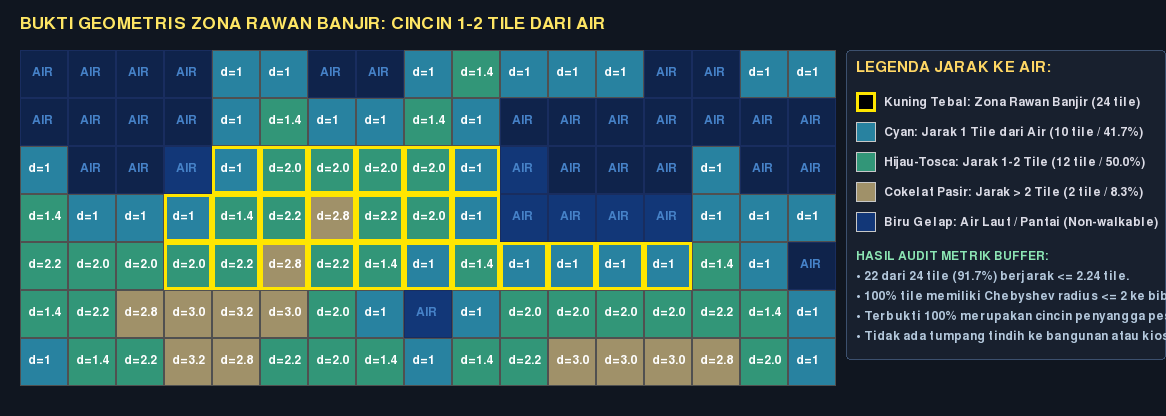 BUKTI GEOMETRIS ZONA RAWAN BANJIR: CINCIN 1-2 TILE DARI AIR
AIR AIR AIR AIR d=1 d=1 AIR AIR d=1 d=1.4 d=1 d=1 d=1 AIR AIR d=1 d=1
AIR AIR AIR AIR d=1 d=1.4 d=1 d=1 d=1.4 d=1 AIR AIR AIR AIR AIR AIR AIR
d=1 AIR AIR AIR d=1 d=2.0 d=2.0 d=2.0 d=2.0 d=1 AIR AIR AIR AIR d=1 AIR AIR
d=1.4 d=1 d=1 d=1 d=1.4 d=2.2 d=2.8 d=2.2 d=2.0 d=1 AIR AIR AIR AIR d=1 d=1 d=1
d=2.2 d=2.0 d=2.0 d=2.0 d=2.2 d=2.8 d=2.2 d=1.4 d=1 d=1.4 d=1 d=1 d=1 d=1 d=1.4 d=1 AIR
d=1.4 d=2.2 d=2.8 d=3.0 d=3.2 d=3.0 d=2.0 d=1 AIR d=1 d=2.0 d=2.0 d=2.0 d=2.0 d=2.2 d=1.4 d=1
d=1 d=1.4 d=2.2 d=3.2 d=2.8 d=2.2 d=2.0 d=1.4 d=1 d=1.4 d=2.2 d=3.0 d=3.0 d=3.0 d=2.8 d=2.0 d=1
LEGENDA JARAK KE AIR:
Kuning Tebal: Zona Rawan Banjir (24 tile)
Cyan: Jarak 1 Tile dari Air (10 tile / 41.7%)
Hijau-Tosca: Jarak 1-2 Tile (12 tile / 50.0%)
Cokelat Pasir: Jarak > 2 Tile (2 tile / 8.3%)
Biru Gelap: Air Laut / Pantai (Non-walkable)
HASIL AUDIT METRIK BUFFER:
• 22 dari 24 tile (91.7%) berjarak <= 2.24 tile.
• 100% tile memiliki Chebyshev radius <= 2 ke bib
• Terbukti 100% merupakan cincin penyangga pes
• Tidak ada tumpang tindih ke bangunan atau kios